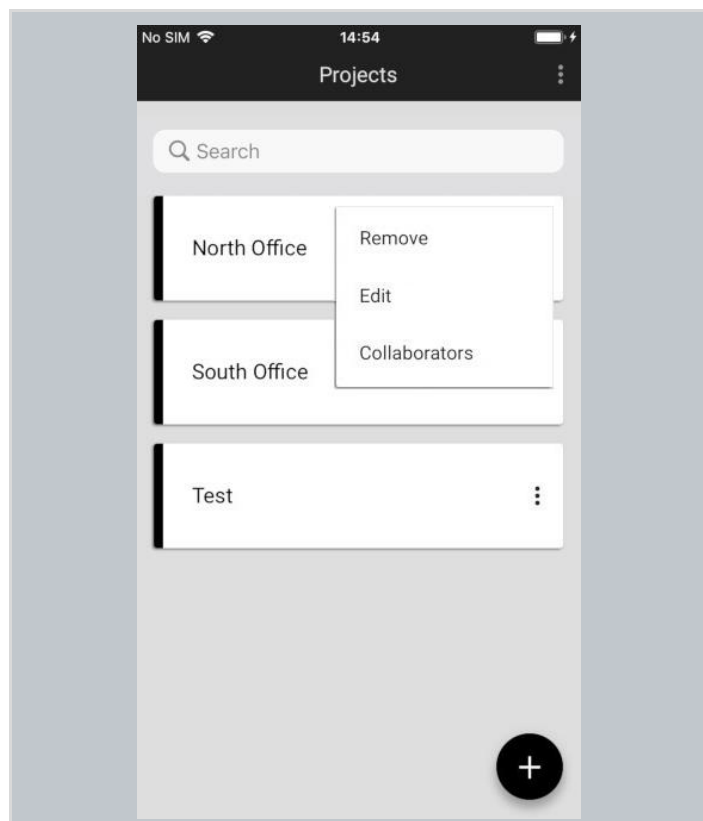 No SIM 14:54
Projects
Search
North Office
Remove
Edit
Collaborators
South Office
Test